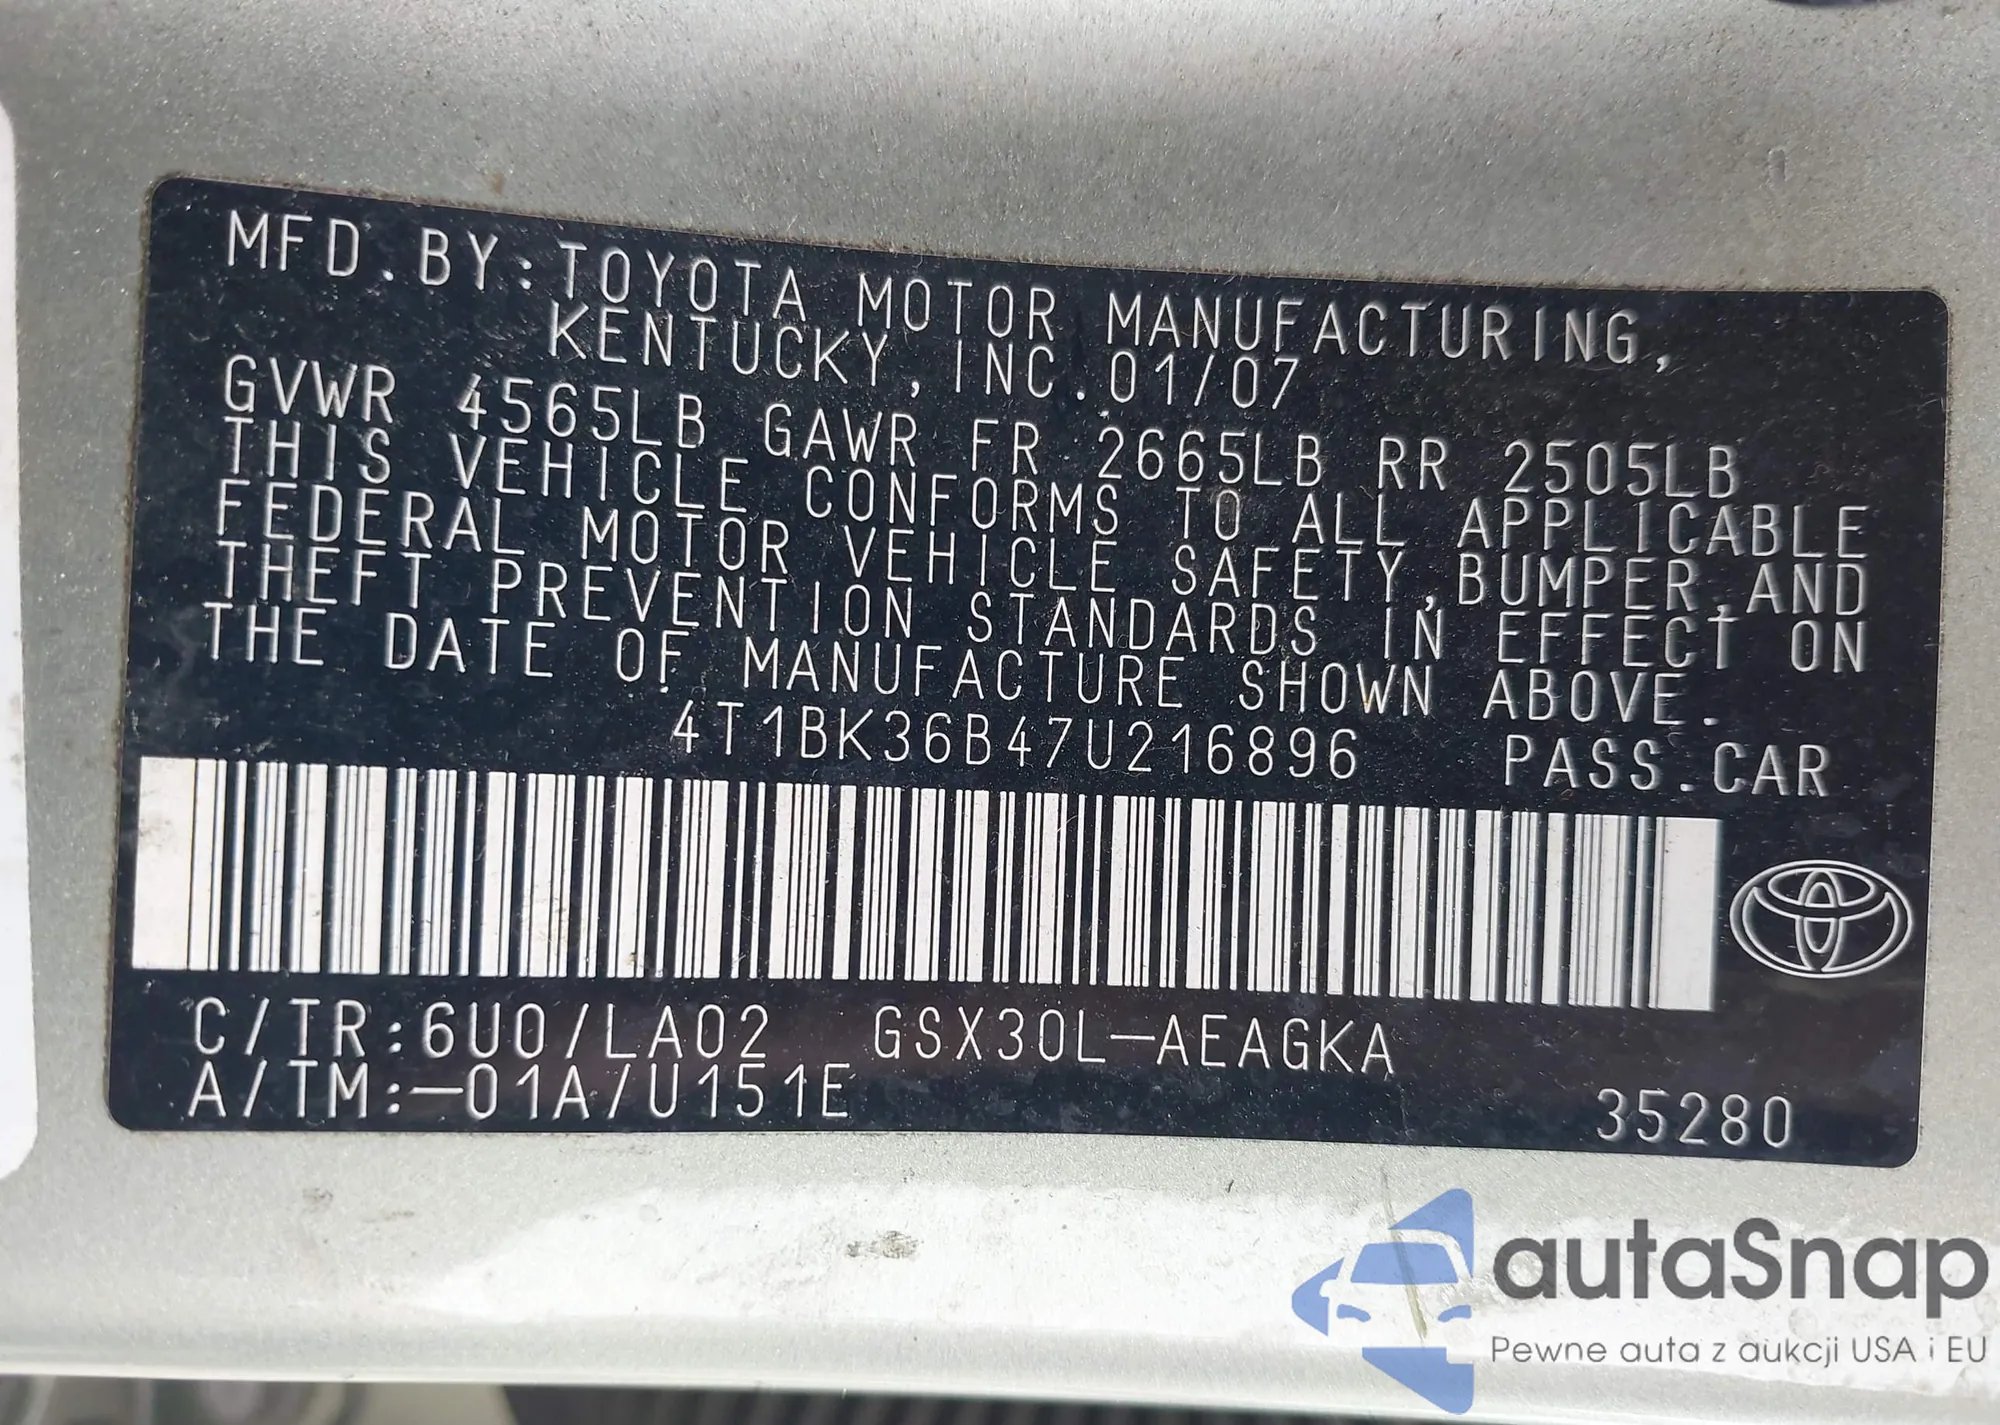 MFD.BY:TOYOTA MOTOR MANUFACTURING,
KENTUCKY,INC.01/07
GVWR 4565LB GAWR FR 2665LB RR 2505LB
THIS VEHICLE CONFORMS TO ALL APPLICABLE
FEDERAL MOTOR VEHICLE SAFETY,BUMPER,AND
THEFT PREVENTION STANDARDS IN EFFECT ON
THE DATE OF MANUFACTURE SHOWN ABOVE.
4T1BK36B47U216896 PASS.CAR
C/TR:6U0/LA02 GSX30L-AEAGKA
A/TM:-01A/U151E
35280
autaSnap
Pewne auta z aukcji USA i EU